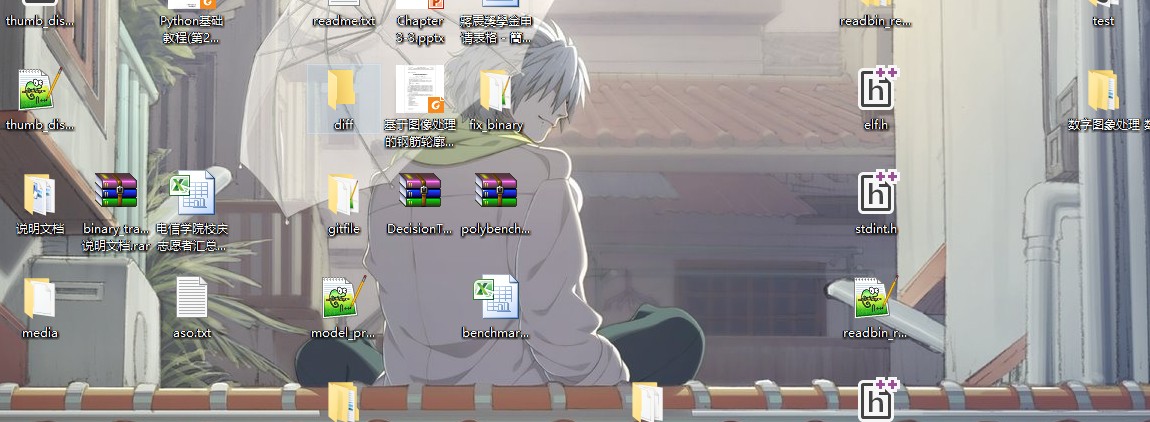 thumb_dis...
Python基础
教程(第2...
readme.txt
Chapter
3-3.pptx
蒋震奖学金申
请表格 - 简...
readbin_re...
test
thumb_dis...
diff
基于图像处理
的钢筋轮廓...
fix_binary
elf.h
数字图象处理
说明文档
binary tra...
说明文档.rar
电信学院校庆
志愿者汇总...
gitfile
DecisionT...
polybench...
stdint.h
media
aso.txt
model_pr...
benchmar...
readbin_r...